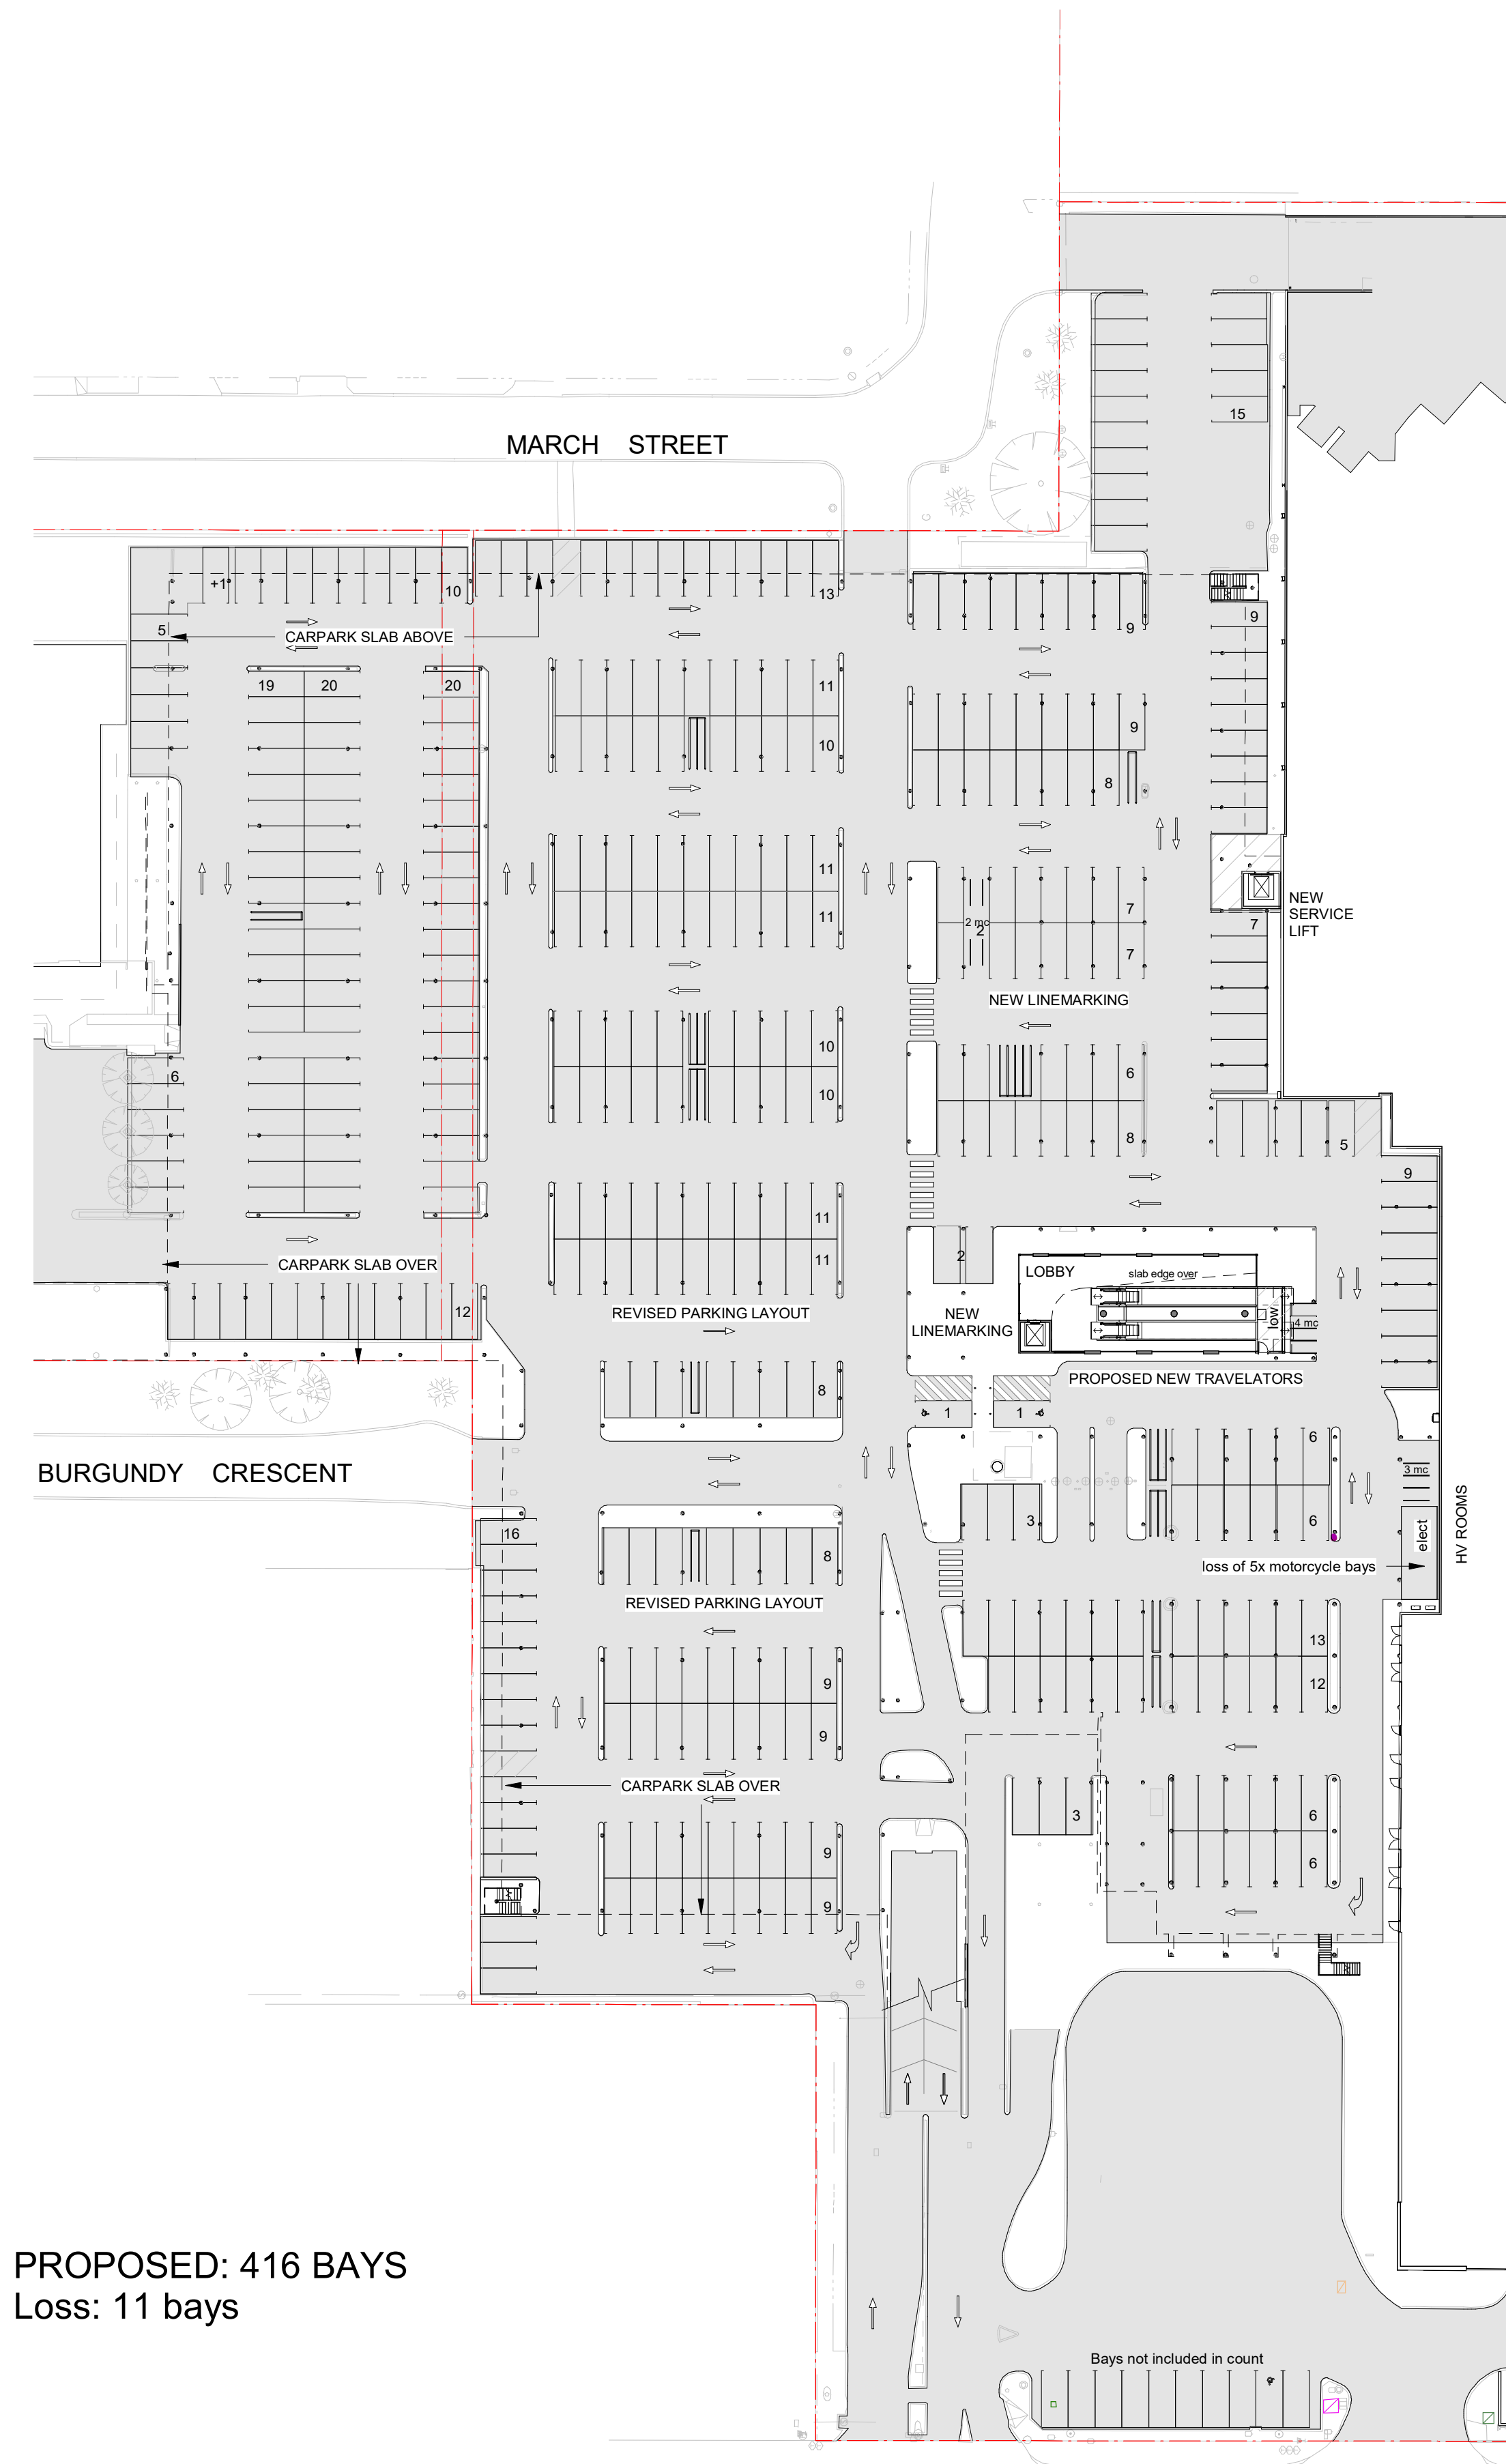 15
MARCH STREET
+1
10
13
5
CARPARK SLAB ABOVE
9
9
19
20
20
11
10
9
8
11
11
7
2 mc
2
7
NEW
SERVICE
LIFT
7
NEW LINEMARKING
10
10
6
6
8
5
9
11
11
CARPARK SLAB OVER
12
REVISED PARKING LAYOUT
2
LOBBY
slab edge over
NEW
LINEMARKING
low
4 mc
PROPOSED NEW TRAVELATORS
8
1
1
BURGUNDY CRESCENT
6
3 mc
16
3
6
elect
HV ROOMS
loss of 5x motorcycle bays
8
REVISED PARKING LAYOUT
13
12
9
9
CARPARK SLAB OVER
3
6
6
9
9
PROPOSED: 416 BAYS
Loss: 11 bays
Bays not included in count